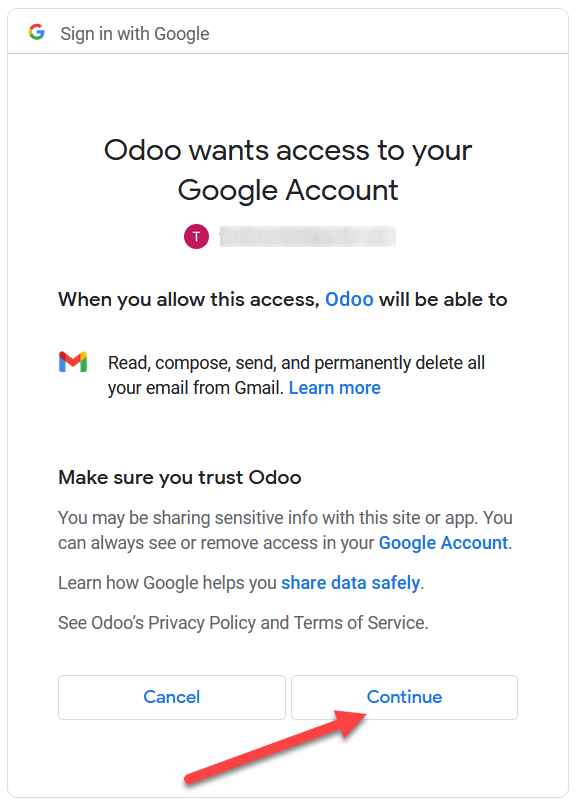 Sign in with Google
Odoo wants access to your
Google Account
T
When you allow this access, Odoo will be able to
Read, compose, send, and permanently delete all
your email from Gmail. Learn more
Make sure you trust Odoo
You may be sharing sensitive info with this site or app. You
can always see or remove access in your Google Account.
Learn how Google helps you share data safely.
See Odoo’s Privacy Policy and Terms of Service.
Cancel
Continue